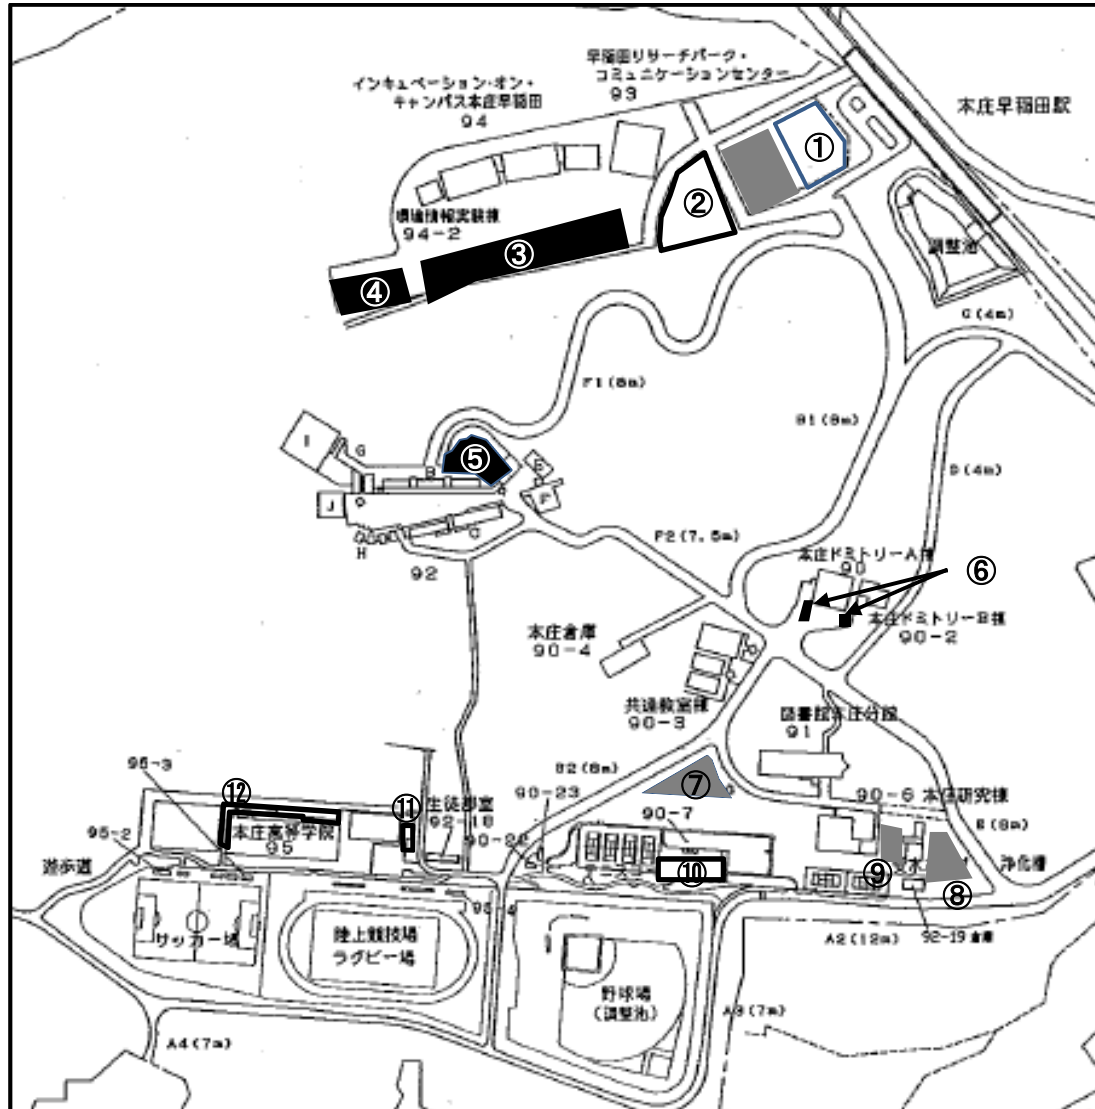 早稲田リサーチパーク・
コミュニケーションセンター
93
インキュベーション・オン・
キャンパス本庄早稲田
94
本庄早稲田駅
①
②
環境情報実験棟
94-2
③
④
調整池
G(4m)
F1(8m)
B1(9m)
D(4m)
I
G
⑤
B
E
F
J
H
C
92
F2(7.5m)
本庄ドミトリーA棟
90
⑥
本庄ドミトリーB棟
90-2
本庄倉庫
90-4
共通教室棟
90-3
図書館本庄分館
91
B2(8m)
⑦
95-3
⑫
⑪
生徒部室
92-18
90-23
90-22
90-7
90-6 本庄研究棟
E(8m)
95-2
本庄高等学院
95
遊歩道
⑩
⑨
水
浄化槽
⑧
サッカー場
陸上競技場
ラグビー場
95-4
野球場
(調整池)
A2(12m)
92-19 倉庫
A3(7m)
A4(7m)